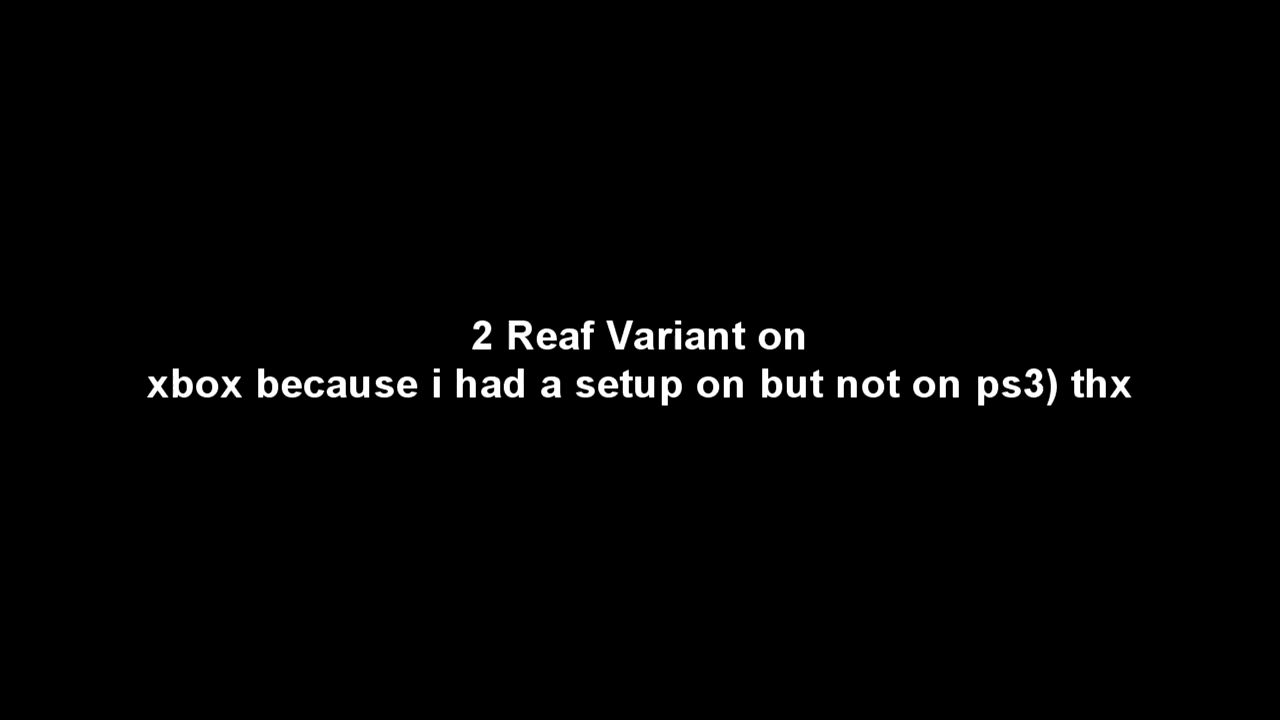 2 Reaf Variant on
xbox because i had a setup on but not on ps3) thx